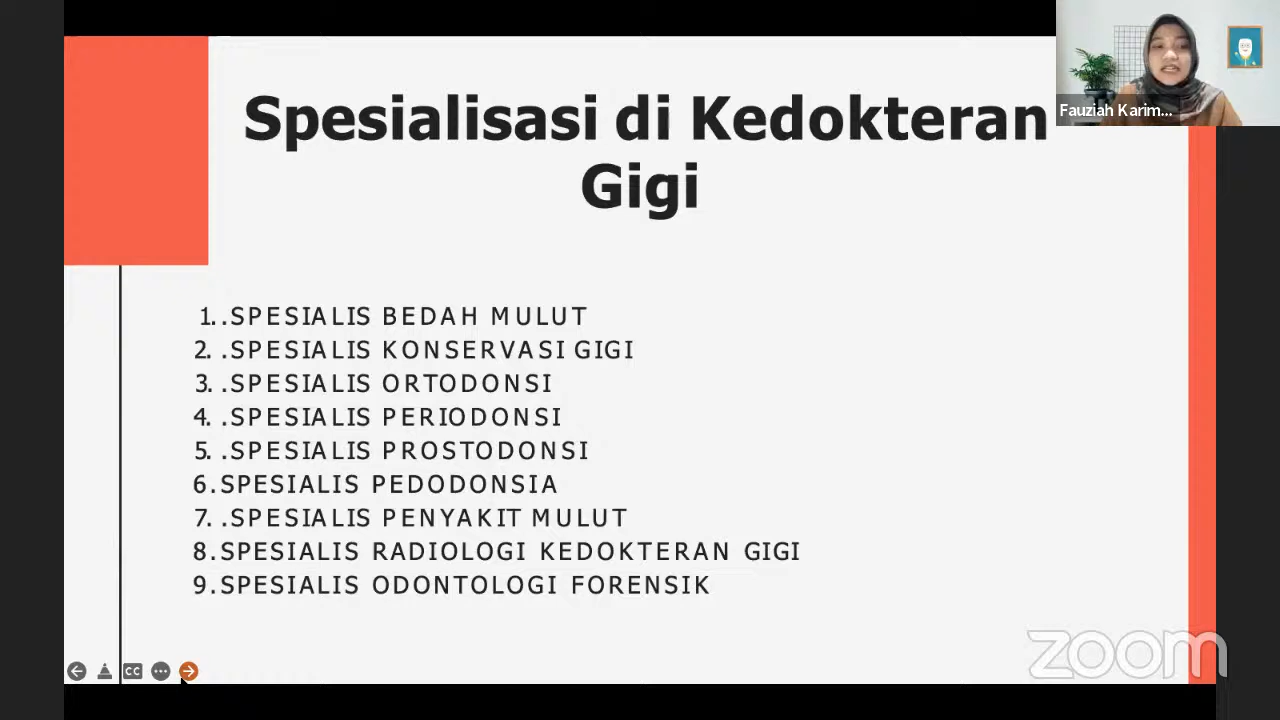 Spesialisasi di Kedokteran
Gigi
Fauziah Karim...
1. .SPESIALIS BEDAH MULUT
2. .SPESIALIS KONSERVASI GIGI
3. .SPESIALIS ORTODONSI
4. .SPESIALIS PERIODONSI
5. .SPESIALIS PROSTODONSI
6.SPESIALIS PEDODONSIA
7. .SPESIALIS PENYAKIT MULUT
8.SPESIALIS RADIOLOGI KEDOKTERAN GIGI
9.SPESIALIS ODONTOLOGI FORENSIK
CC
zoom